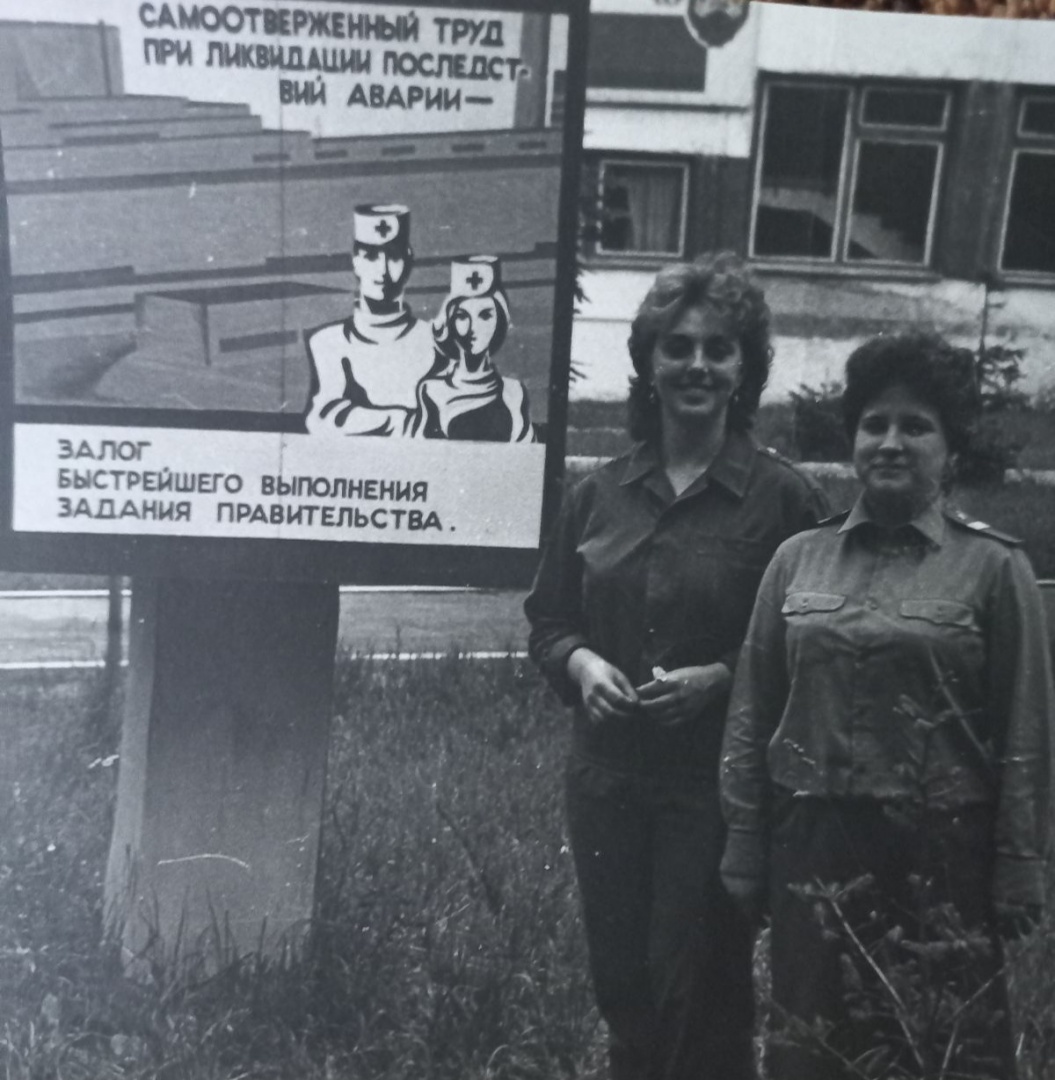 САМООТВЕРЖЕННЫЙ ТРУД
ПРИ ЛИКВИДАЦИИ ПОСЛЕДСТ-
ВИЙ АВАРИИ —
ЗАЛОГ
БЫСТРЕЙШЕГО ВЫПОЛНЕНИЯ
ЗАДАНИЯ ПРАВИТЕЛЬСТВА.